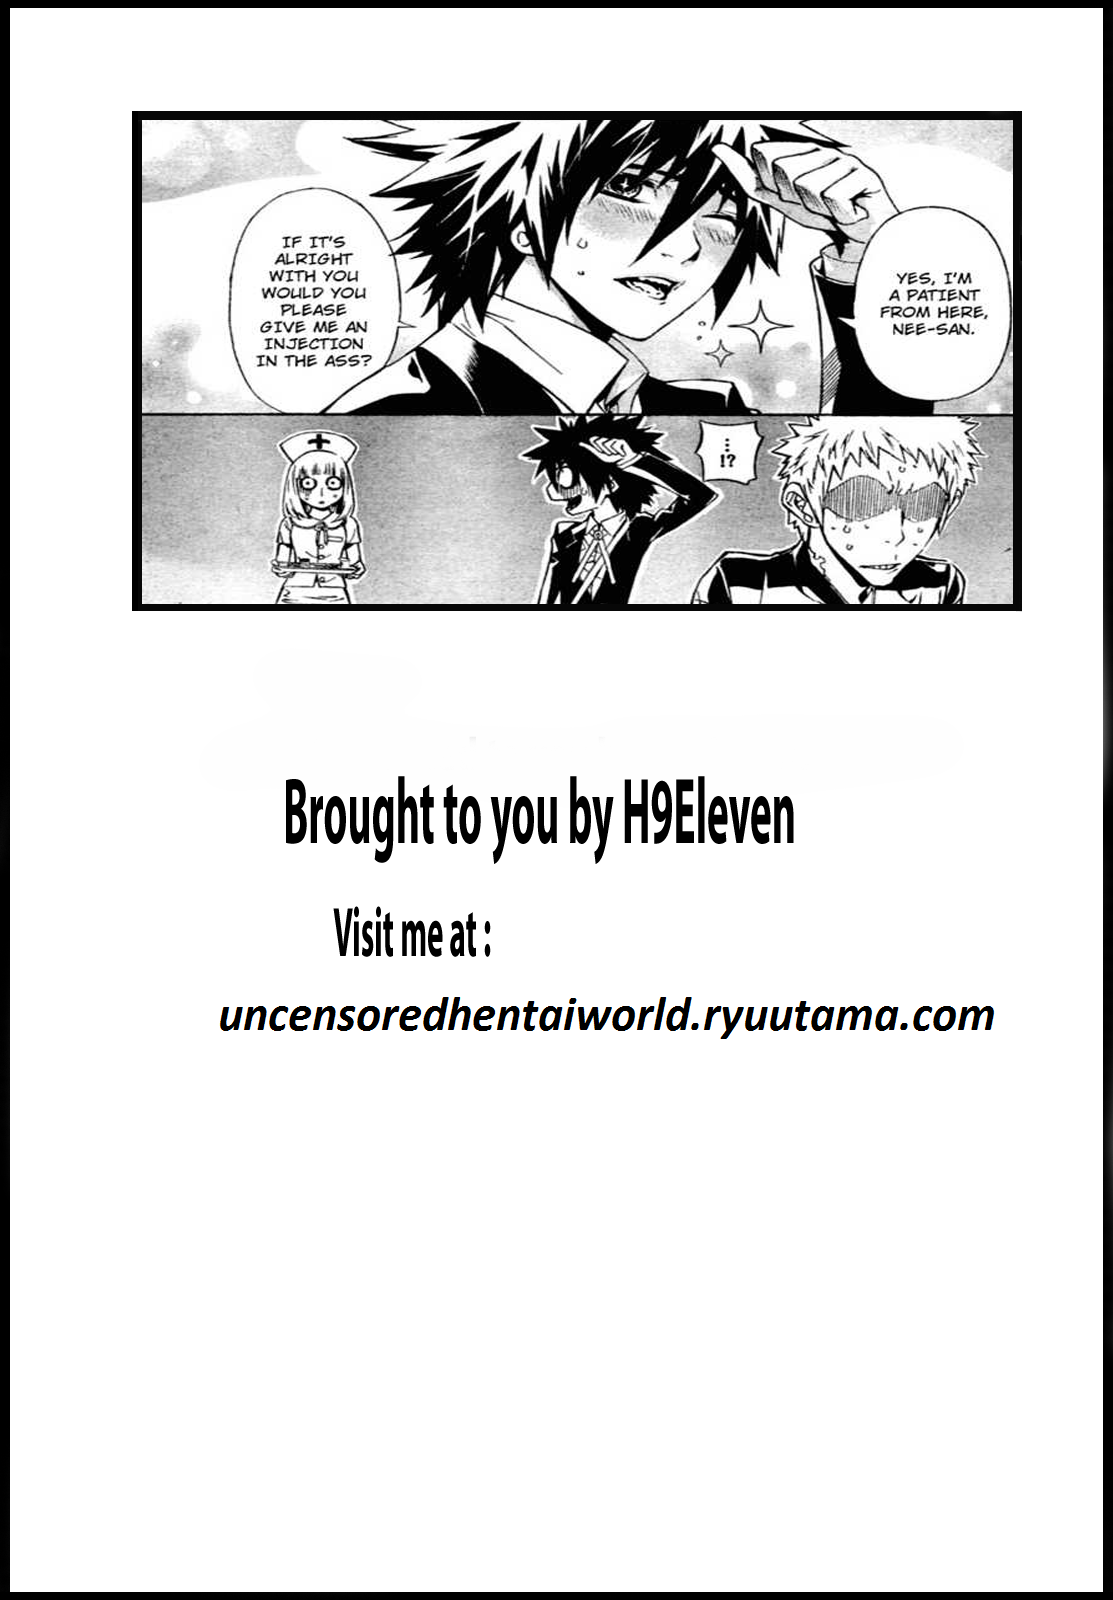 YES, I'M
A PATIENT
FROM HERE,
NEE-SAN.
IF IT'S
ALRIGHT
WITH YOU
WOULD YOU
PLEASE
GIVE ME AN
INJECTION
IN THE ASS?
...
!?
Brought to you by H9Eleven
Visit me at :
uncensoredhentaiworld.ryuutama.com